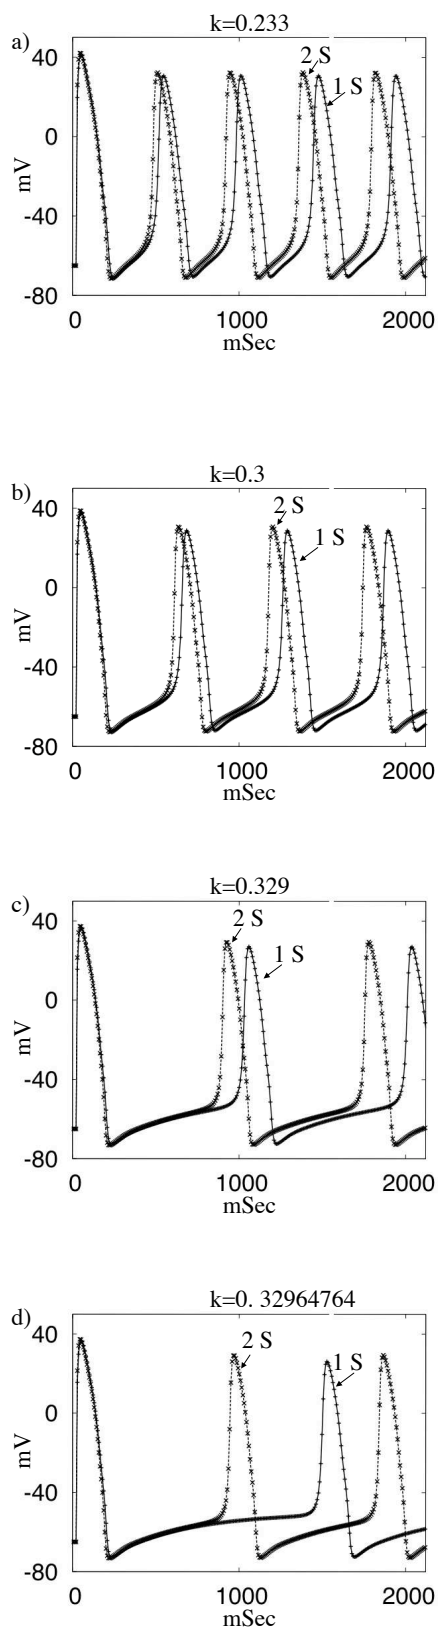 k=0.233
a)
2 S
1 S
40
0
-40
-80
mV
0 1000 2000
mSec
k=0.3
b)
2 S
1 S
40
0
-40
-80
mV
0 1000 2000
mSec
k=0.329
c)
2 S
1 S
40
0
-40
-80
mV
0 1000 2000
mSec
k=0. 32964764
d)
2 S
1 S
40
0
-40
-80
mV
0 1000 2000
mSec